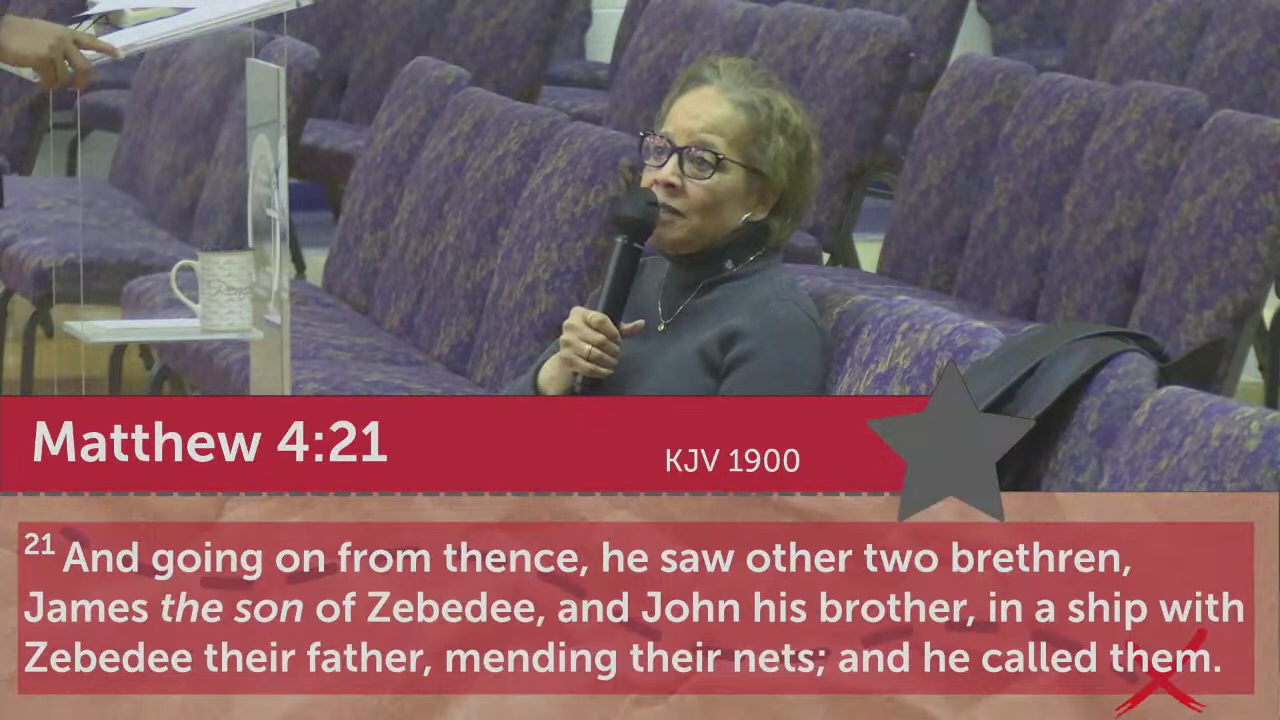 Peace
Matthew 4:21
KJV 1900
21 And going on from thence, he saw other two brethren,
James the son of Zebedee, and John his brother, in a ship with
Zebedee their father, mending their nets; and he called them.